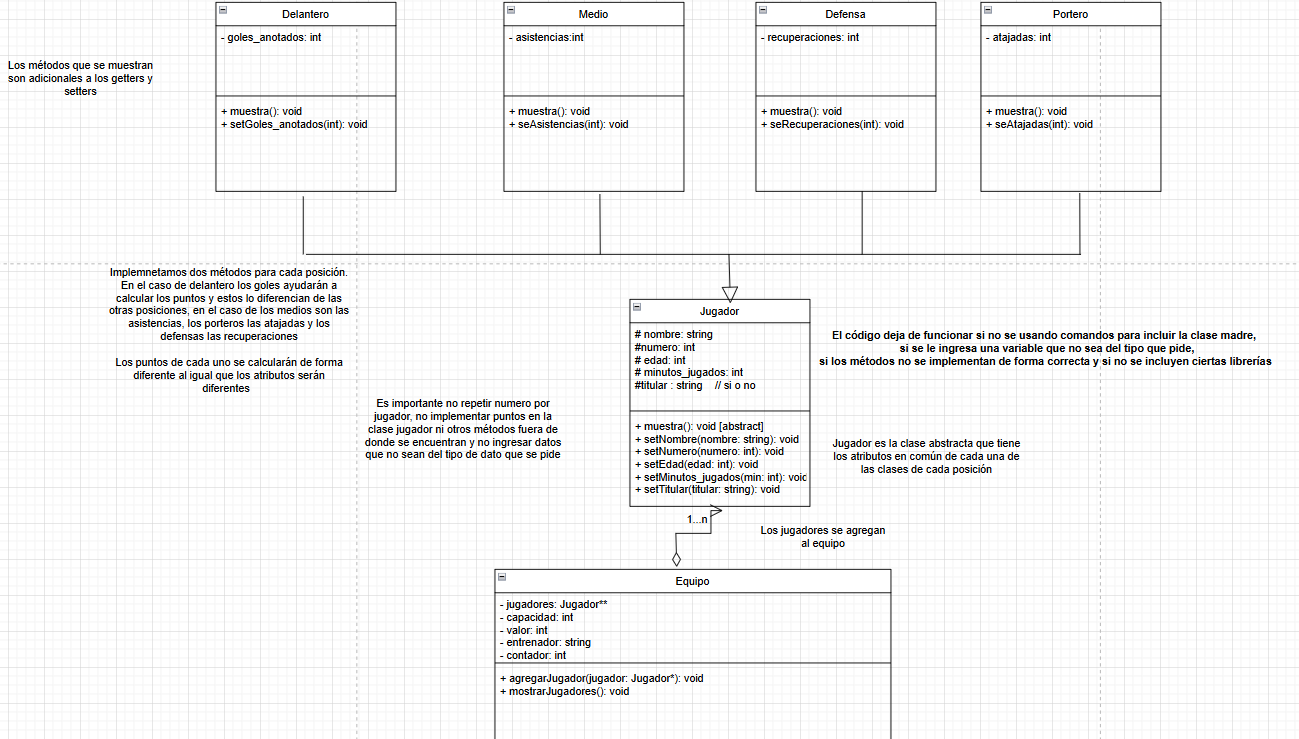 Delantero
- goles_anotados: int
+ muestra(): void
+ setGoles_anotados(int): void
Medio
- asistencias:int
+ muestra(): void
+ seAsistencias(int): void
Defensa
- recuperaciones: int
+ muestra(): void
+ seRecuperaciones(int): void
Portero
- atajadas: int
+ muestra(): void
+ seAtajadas(int): void
Los métodos que se muestran
son adicionales a los getters y
setters
Implemnetamos dos métodos para cada posición.
En el caso de delantero los goles ayudarán a
calcular los puntos y estos lo diferencian de las
otras posiciones, en el caso de los medios son las
asistencias, los porteros las atajadas y los
defensas las recuperaciones
Los puntos de cada uno se calcularán de forma
diferente al igual que los atributos serán
diferentes
Es importante no repetir numero por
jugador, no implementar puntos en la
clase jugador ni otros métodos fuera de
donde se encuentran y no ingresar datos
que no sean del tipo de dato que se pide
Jugador
# nombre: string
#numero: int
# edad: int
# minutos_jugados: int
#titular : string // si o no
+ muestra(): void [abstract]
+ setNombre(nombre: string): void
+ setNumero(numero: int): void
+ setEdad(edad: int): void
+ setMinutos_jugados(min: int): void
+ setTitular(titular: string): void
El código deja de funcionar si no se usando comandos para incluir la clase madre,
si se le ingresa una variable que no sea del tipo que pide,
si los métodos no se implementan de forma correcta y si no se incluyen ciertas librerías
Jugador es la clase abstracta que tiene
los atributos en común de cada una de
las clases de cada posición
1...n
Los jugadores se agregan
al equipo
Equipo
- jugadores: Jugador**
- capacidad: int
- valor: int
- entrenador: string
- contador: int
+ agregarJugador(jugador: Jugador*): void
+ mostrarJugadores(): void